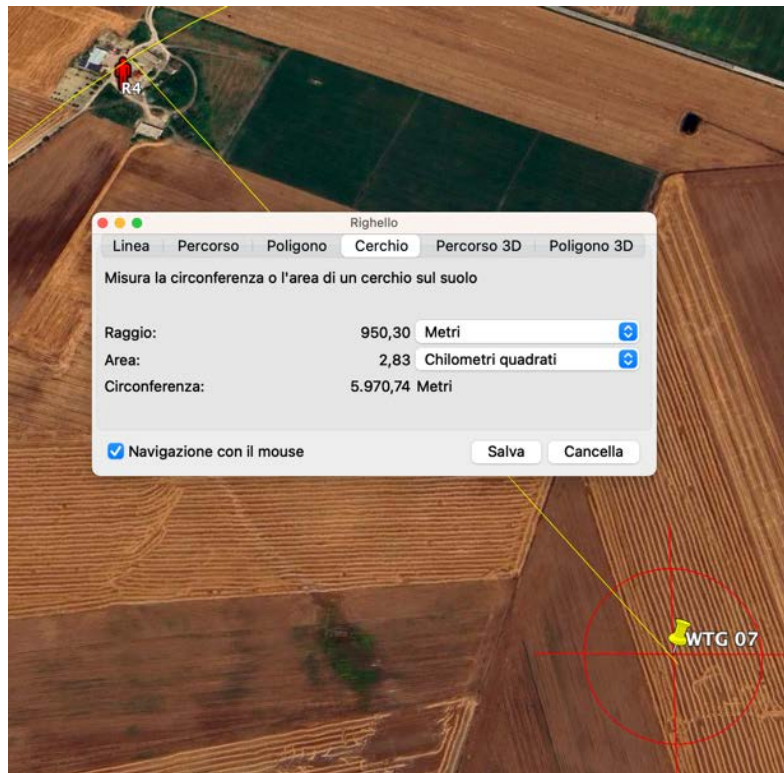 R4
Righello
Linea Percorso Poligono Cerchio Percorso 3D Poligono 3D
Misura la circonferenza o l'area di un cerchio sul suolo
Raggio: 950,30 Metri
Area: 2,83 Chilometri quadrati
Circonferenza: 5.970,74 Metri
Navigazione con il mouse Salva Cancella
WTG 07